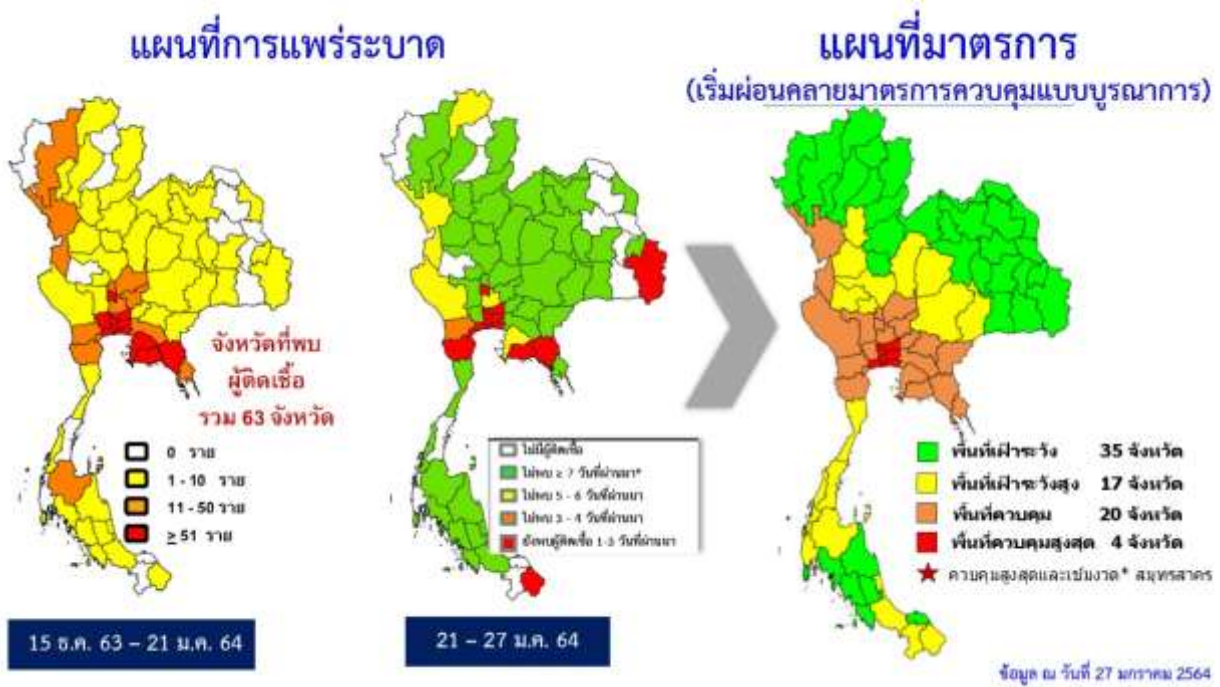 แผนที่การแพร่ระบาด
แผนที่มาตรการ
(เริ่มผ่อนคลายมาตรการควบคุมแบบบูรณาการ)
จังหวัดที่พบ
ผู้ติดเชื้อ
รวม 63 จังหวัด
0 ราย
1 - 10 ราย
11 - 50 ราย
≥ 51 ราย
15 ธ.ค. 63 – 21 ม.ค. 64
ไม่มีผู้ติดเชื้อ
ไม่พบ ≥ 7 วันที่ผ่านมา*
ไม่พบ 5 - 6 วันที่ผ่านมา
ไม่พบ 3 - 4 วันที่ผ่านมา
ยังพบผู้ติดเชื้อ 1-3 วันที่ผ่านมา
21 – 27 ม.ค. 64
พื้นที่เฝ้าระวัง 35 จังหวัด
พื้นที่เฝ้าระวังสูง 17 จังหวัด
พื้นที่ควบคุม 20 จังหวัด
พื้นที่ควบคุมสูงสุด 4 จังหวัด
ควบคุมสูงสุดและเข้มงวด* สมุทรสาคร
ข้อมูล ณ วันที่ 27 มกราคม 2564